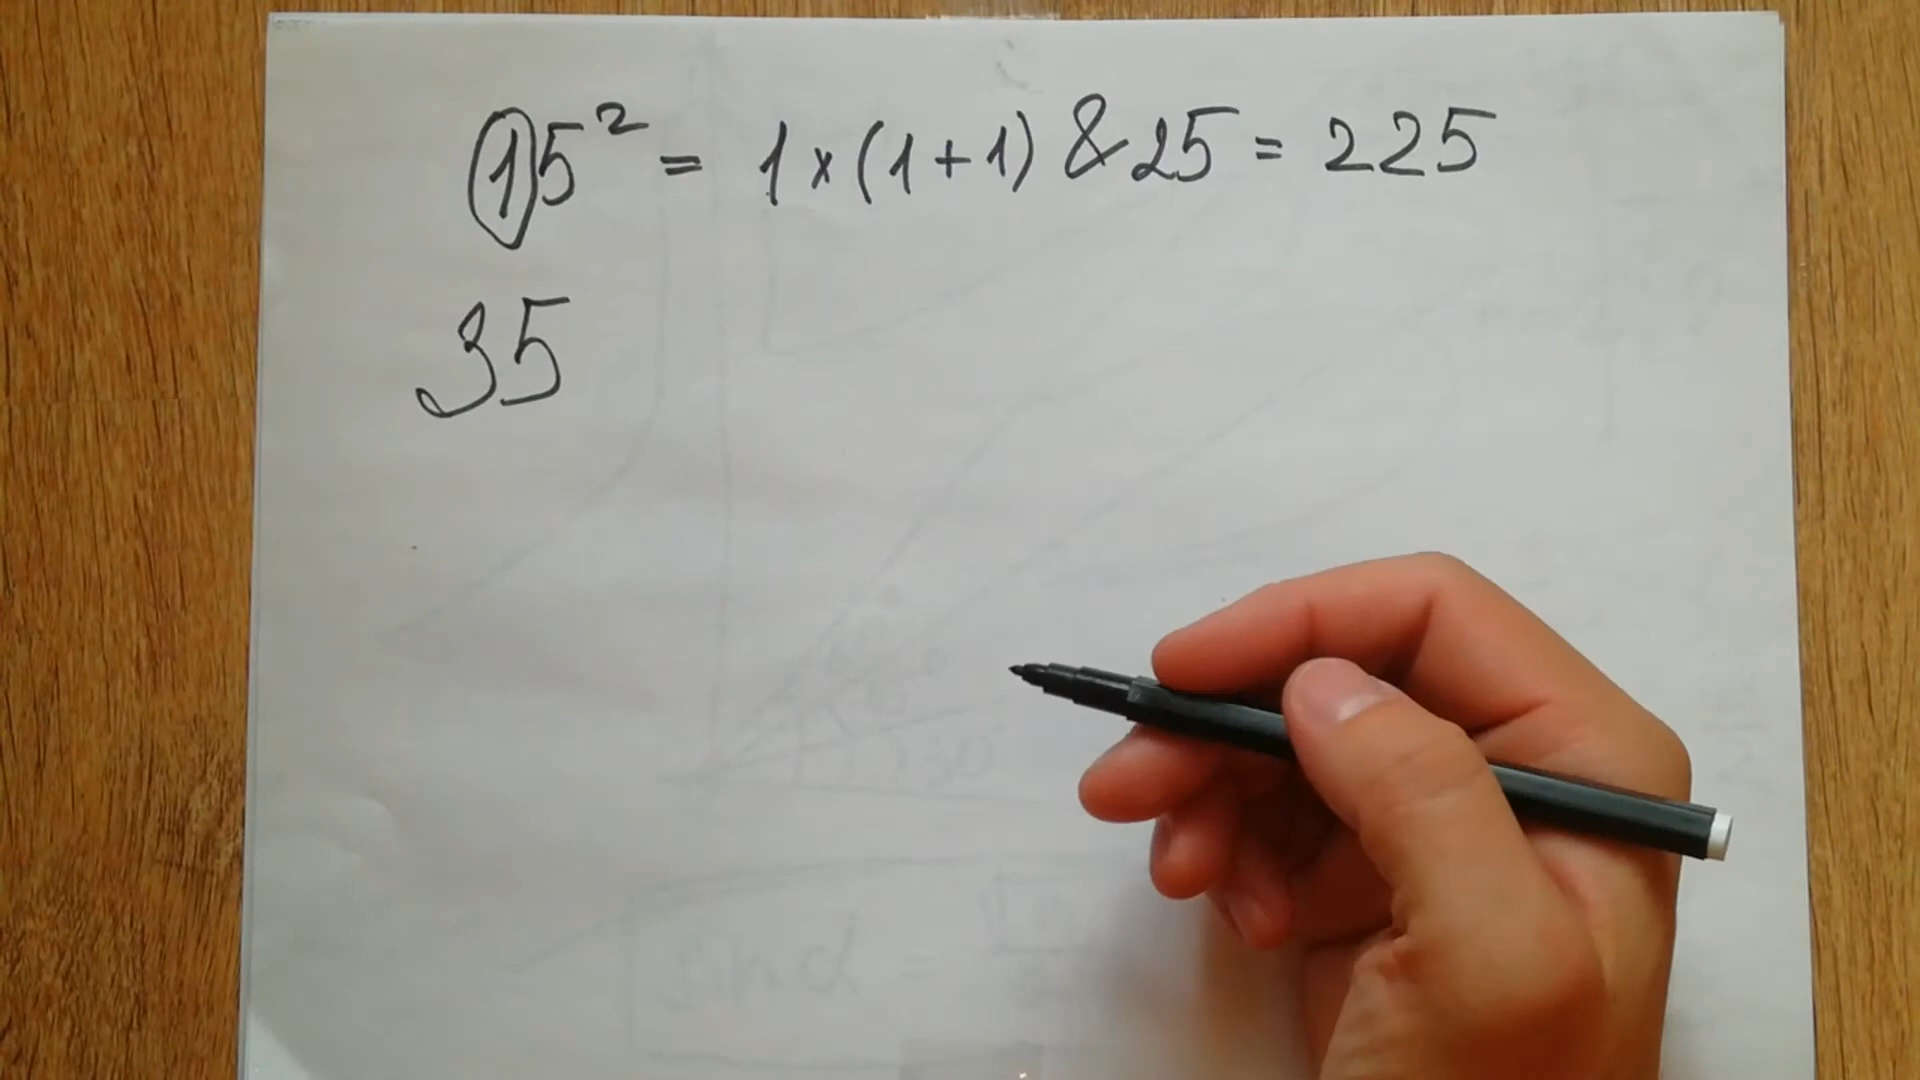 15² = 1 × (1 + 1) & 25 = 225
35